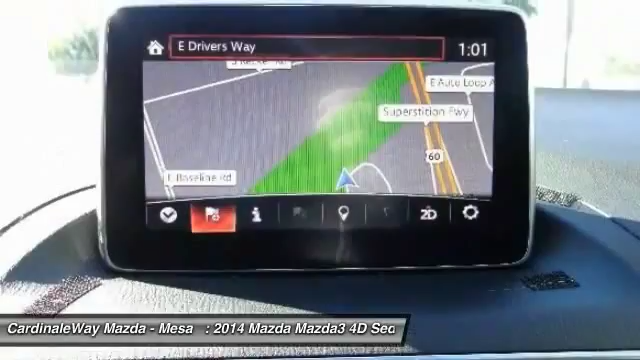 E Drivers Way
1:01
E Auto Loop A
Superstition Fwy
60
E Baseline Rd
i
2D
CardinaleWay Mazda - Mesa : 2014 Mazda Mazda3 4D Sed